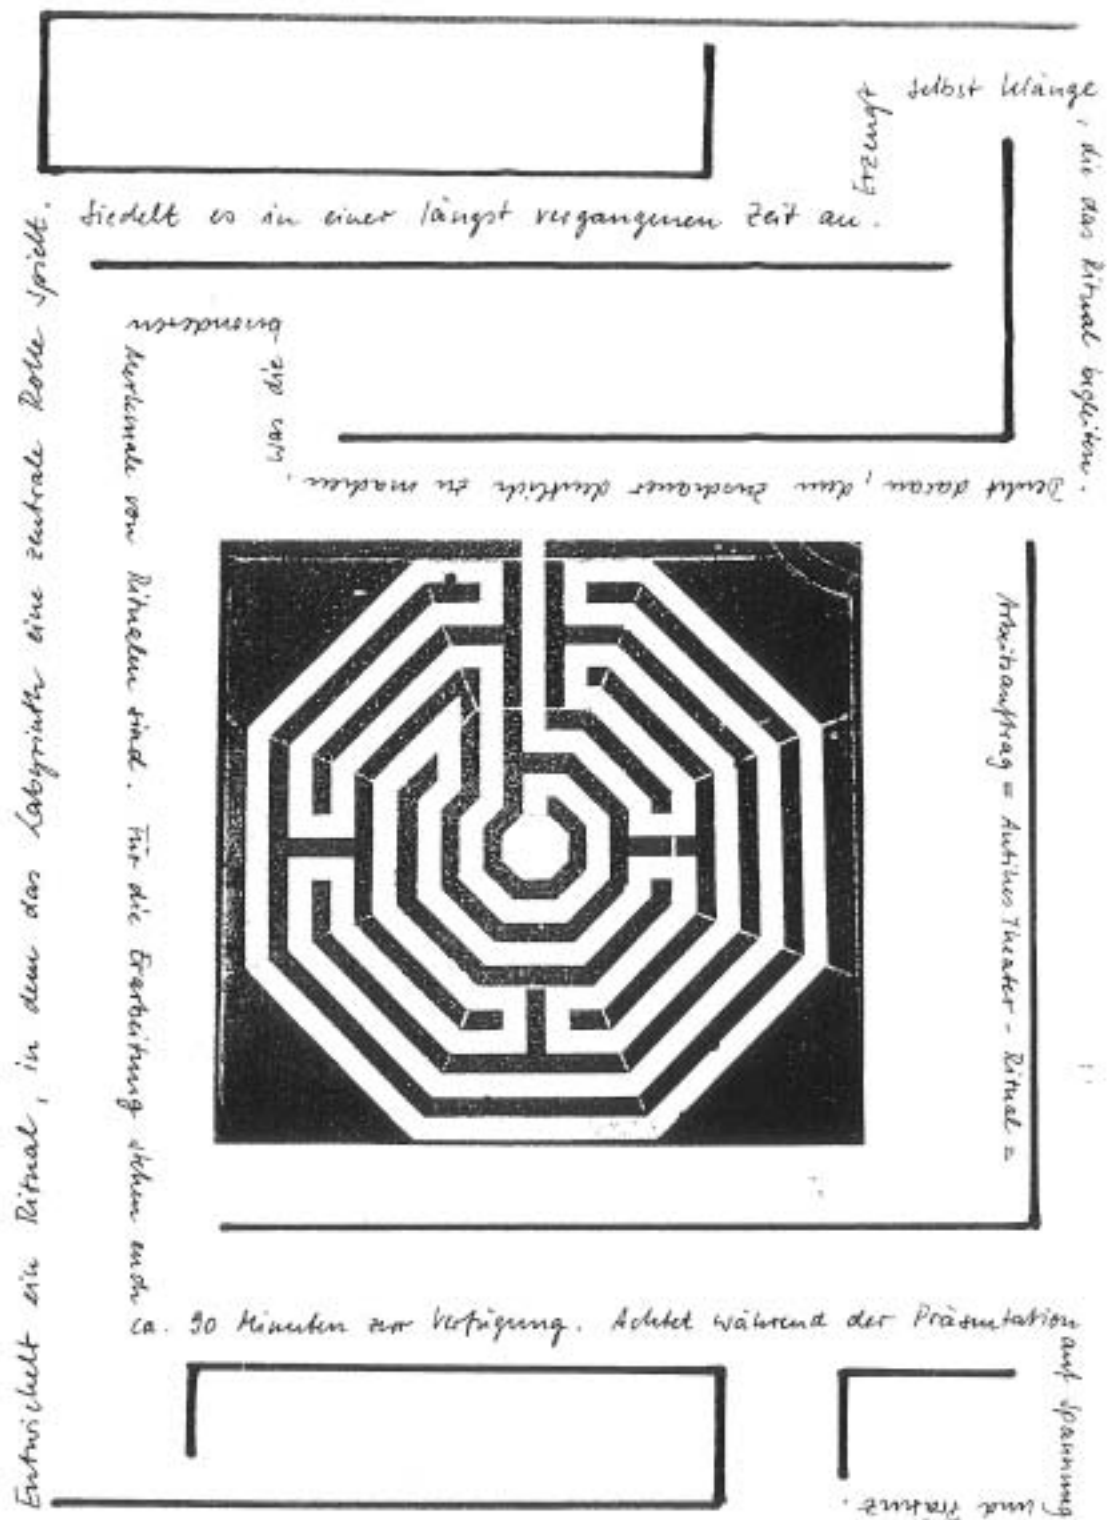 Arbeitsauftrag = Antikes Theater - Ritual =
Entwickelt ein Ritual, in dem das Labyrinth eine zentrale Rolle spielt.
Siedelt es in einer längst vergangenen Zeit an.
Erzeugt
selbst Klänge
, die das Ritual begleiten.
Denkt daran, dem Zuschauer deutlich zu machen,
was die
besonderen
Merkmale von Ritualen sind. Für die Erarbeitung stehen euch
ca. 90 Minuten zur Verfügung. Achtet während der Präsentation
auf Spannung
und Präsenz.